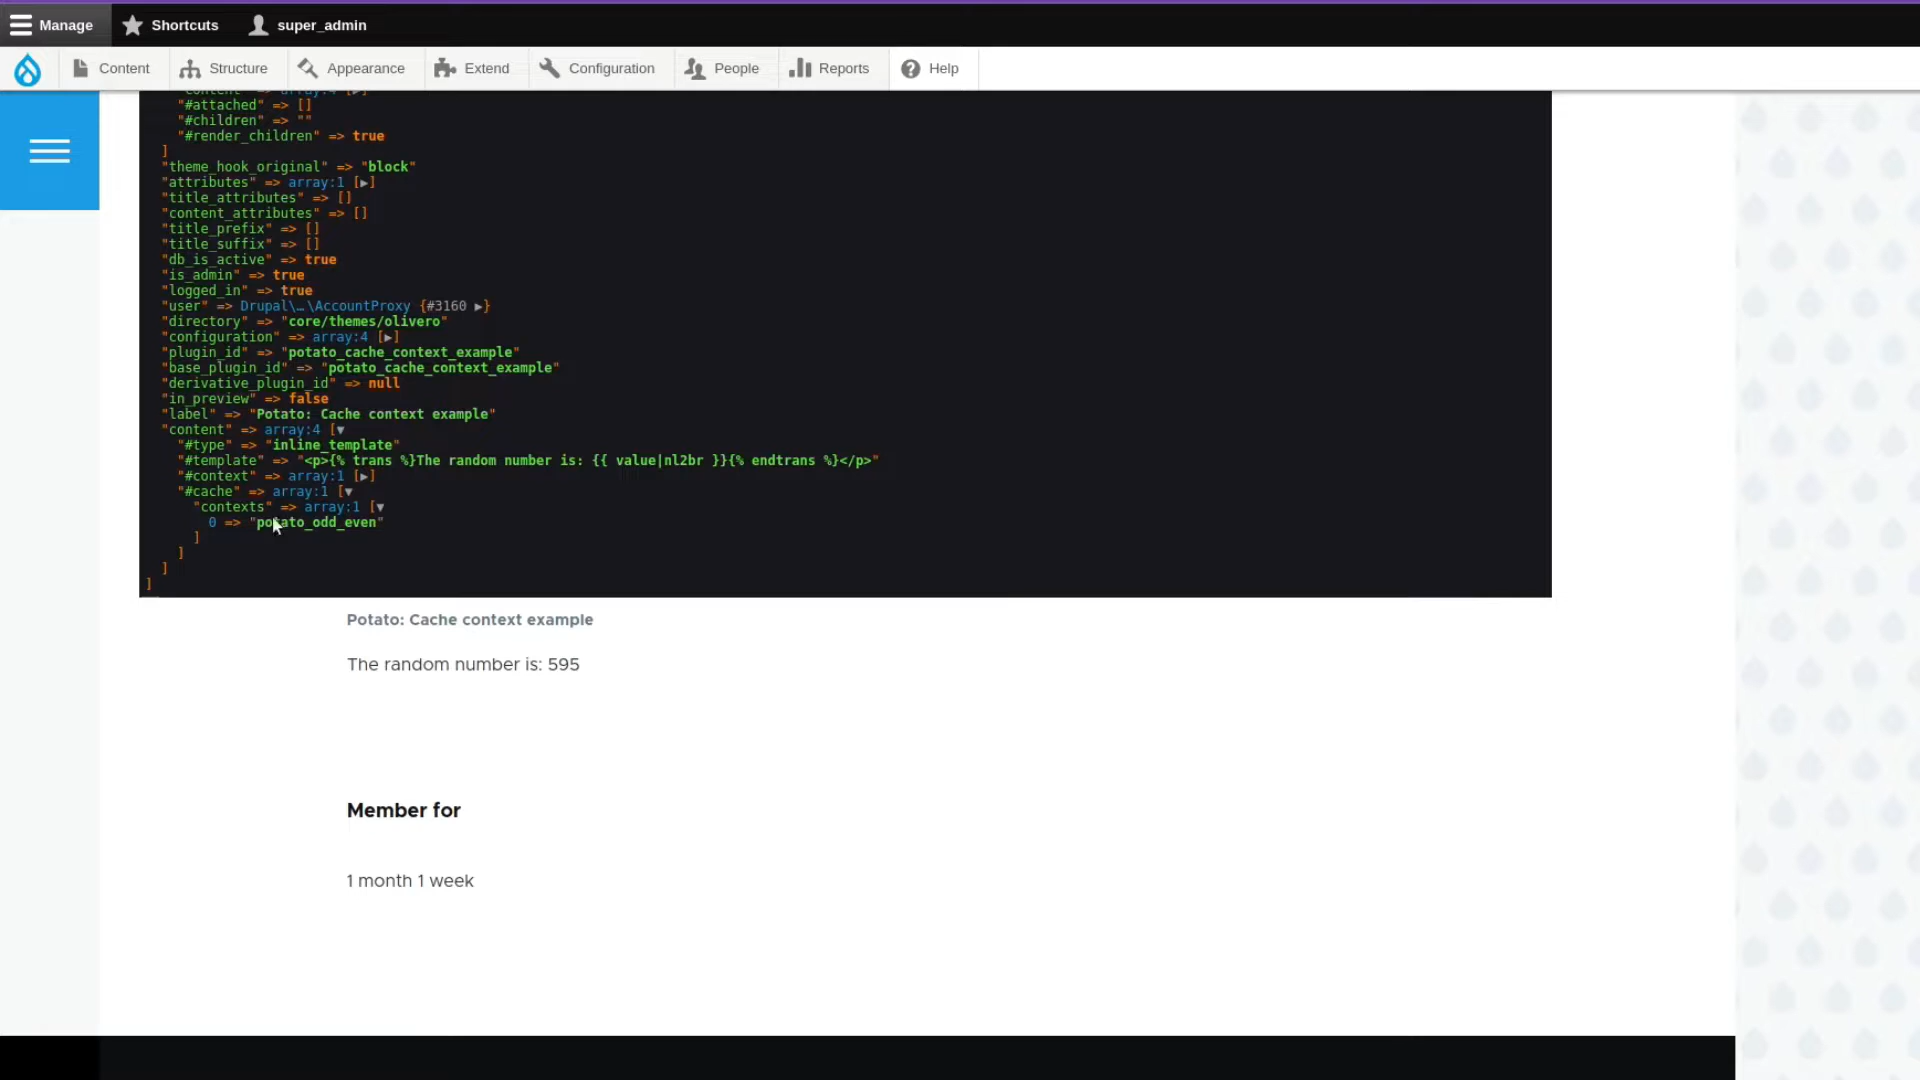 Manage Shortcuts super_admin
Content Structure Appearance Extend Configuration People Reports Help
"content" => array:4 [▶]
"#attached" => []
"#children" => ""
"#render_children" => true
]
"theme_hook_original" => "block"
"attributes" => array:1 [▶]
"title_attributes" => []
"content_attributes" => []
"title_prefix" => []
"title_suffix" => []
"db_is_active" => true
"is_admin" => true
"logged_in" => true
"user" => Drupal\…\AccountProxy {#3160 ▶}
"directory" => "core/themes/olivero"
"configuration" => array:4 [▶]
"plugin_id" => "potato_cache_context_example"
"base_plugin_id" => "potato_cache_context_example"
"derivative_plugin_id" => null
"in_preview" => false
"label" => "Potato: Cache context example"
"content" => array:4 [▼
"#type" => "inline_template"
"#template" => "<p>{% trans %}The random number is: {{ value|nl2br }}{% endtrans %}</p>"
"#context" => array:1 [▶]
"#cache" => array:1 [▼
"contexts" => array:1 [▼
0 => "potato_odd_even"
]
]
]
]
Potato: Cache context example
The random number is: 595
Member for
1 month 1 week